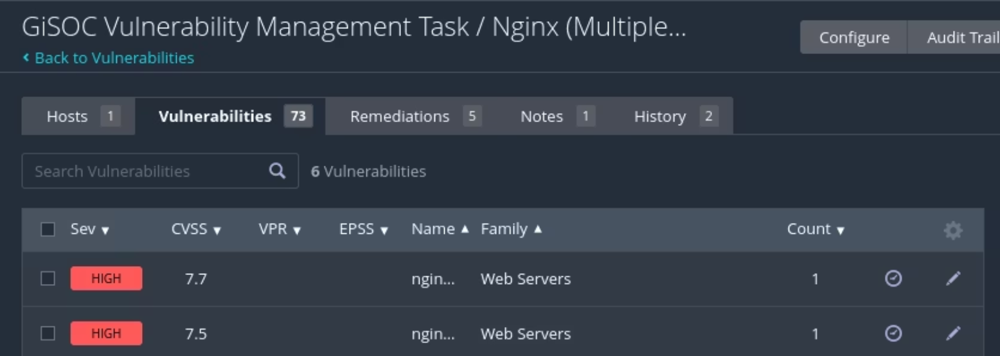 GiSOC Vulnerability Management Task / Nginx (Multiple...
Configure Audit Trail
Back to Vulnerabilities
Hosts 1 Vulnerabilities 73 Remediations 5 Notes 1 History 2
Search Vulnerabilities 6 Vulnerabilities
Sev CVSS VPR EPSS Name Family Count
HIGH 7.7 ngin... Web Servers 1
HIGH 7.5 ngin... Web Servers 1